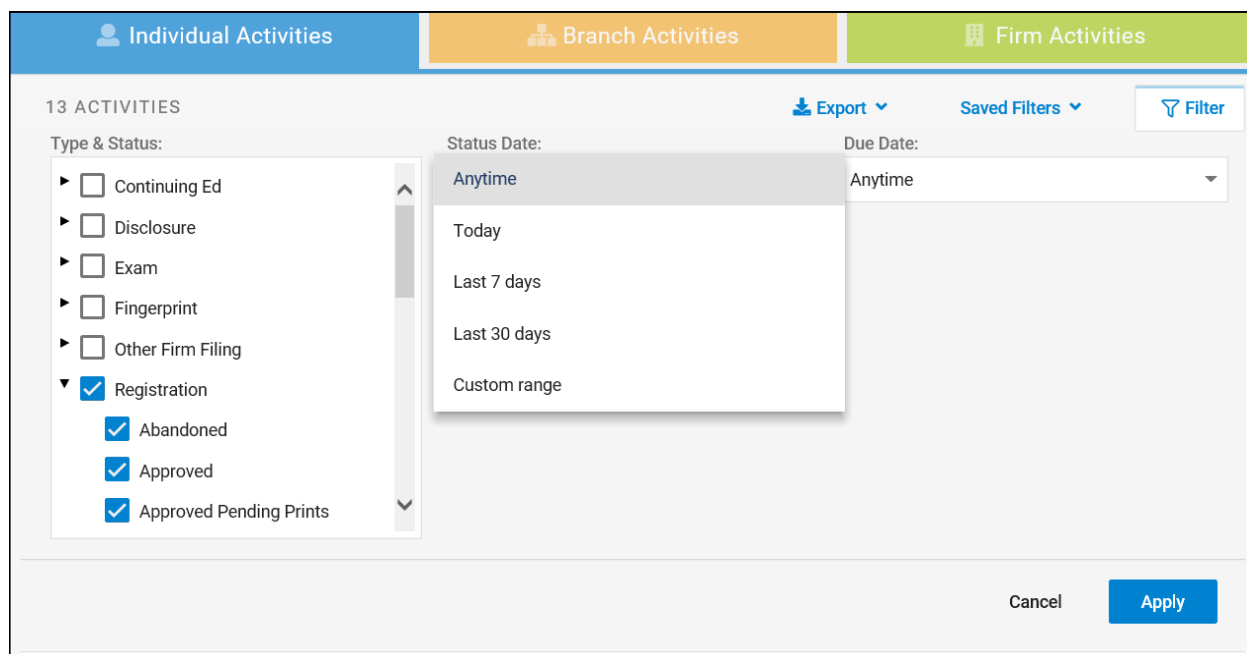 Individual Activities
Branch Activities
Firm Activities
13 ACTIVITIES
Export
Saved Filters
Filter
Type & Status:
Status Date:
Due Date:
Continuing Ed
Disclosure
Exam
Fingerprint
Other Firm Filing
Registration
Abandoned
Approved
Approved Pending Prints
Anytime
Today
Last 7 days
Last 30 days
Custom range
Anytime
Cancel
Apply